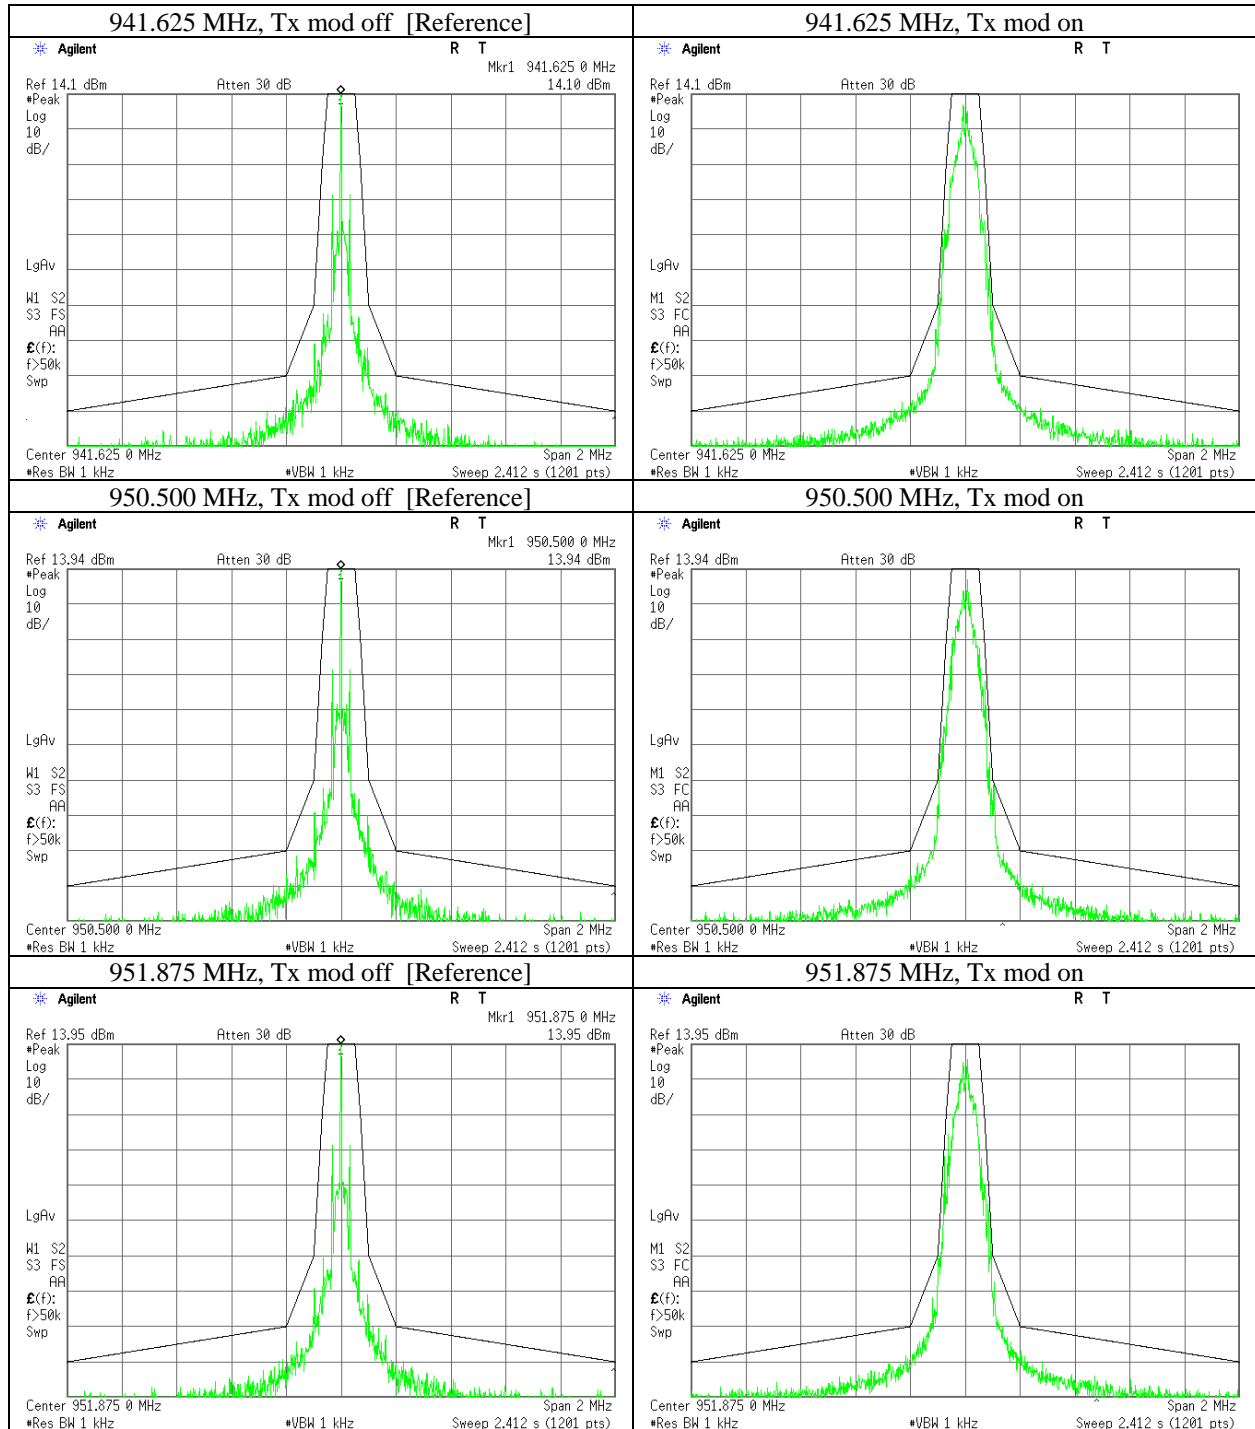 941.625 MHz, Tx mod off  [Reference]
941.625 MHz, Tx mod on
Agilent
R T
Mkr1 941.625 0 MHz
Ref 14.1 dBm
Atten 30 dB
14.10 dBm
#Peak
Log
10
dB/
1
LgAv
W1 S2
S3 FS
AA
£(f):
f>50k
Swp
Center 941.625 0 MHz
Span 2 MHz
#Res BW 1 kHz
#VBW 1 kHz
Sweep 2.412 s (1201 pts)
Agilent
R T
Ref 14.1 dBm
Atten 30 dB
#Peak
Log
10
dB/
LgAv
M1 S2
S3 FC
AA
£(f):
f>50k
Swp
Center 941.625 0 MHz
Span 2 MHz
#Res BW 1 kHz
#VBW 1 kHz
Sweep 2.412 s (1201 pts)
950.500 MHz, Tx mod off  [Reference]
950.500 MHz, Tx mod on
Agilent
R T
Mkr1 950.500 0 MHz
Ref 13.94 dBm
Atten 30 dB
13.94 dBm
#Peak
Log
10
dB/
1
LgAv
W1 S2
S3 FS
AA
£(f):
f>50k
Swp
Center 950.500 0 MHz
Span 2 MHz
#Res BW 1 kHz
#VBW 1 kHz
Sweep 2.412 s (1201 pts)
Agilent
R T
Ref 13.94 dBm
Atten 30 dB
#Peak
Log
10
dB/
LgAv
M1 S2
S3 FC
AA
£(f):
f>50k
Swp
Center 950.500 0 MHz
Span 2 MHz
#Res BW 1 kHz
#VBW 1 kHz
Sweep 2.412 s (1201 pts)
951.875 MHz, Tx mod off  [Reference]
951.875 MHz, Tx mod on
Agilent
R T
Mkr1 951.875 0 MHz
Ref 13.95 dBm
Atten 30 dB
13.95 dBm
#Peak
Log
10
dB/
1
LgAv
W1 S2
S3 FS
AA
£(f):
f>50k
Swp
Center 951.875 0 MHz
Span 2 MHz
#Res BW 1 kHz
#VBW 1 kHz
Sweep 2.412 s (1201 pts)
Agilent
R T
Ref 13.95 dBm
Atten 30 dB
#Peak
Log
10
dB/
LgAv
M1 S2
S3 FC
AA
£(f):
f>50k
Swp
Center 951.875 0 MHz
Span 2 MHz
#Res BW 1 kHz
#VBW 1 kHz
Sweep 2.412 s (1201 pts)